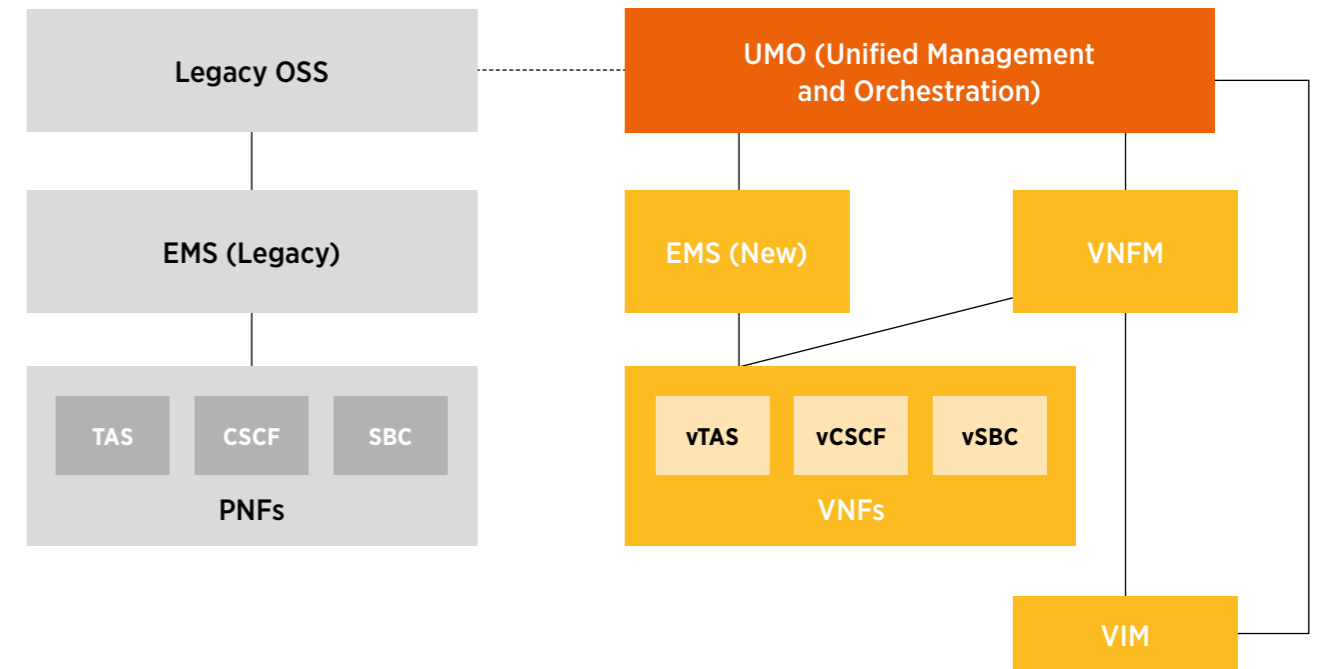 Legacy OSS
UMO (Unified Management
and Orchestration)
EMS (Legacy)
EMS (New)
VNFM
TAS
CSCF
SBC
PNFs
vTAS
vCSCF
vSBC
VNFs
VIM